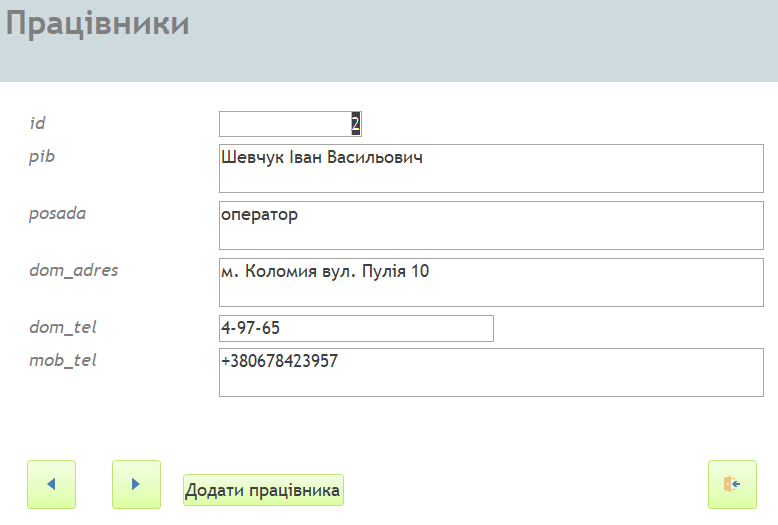 Працівники
id 2
pib Шевчук Іван Васильович
posada оператор
dom_adres м. Коломия вул. Пулія 10
dom_tel 4-97-65
mob_tel +380678423957
Додати працівника